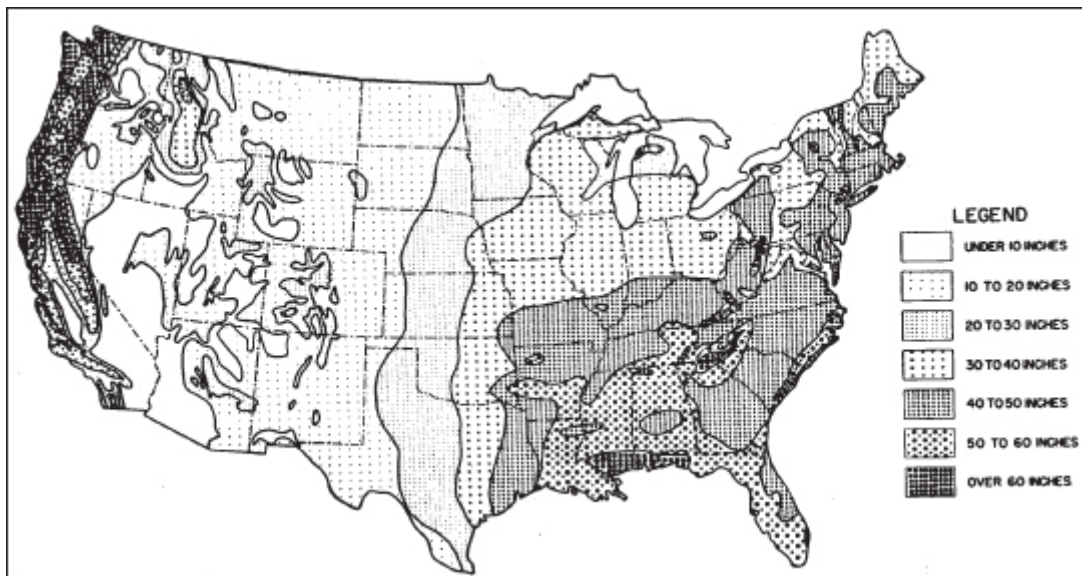 LEGEND
UNDER 10 INCHES
10 TO 20 INCHES
20 TO 30 INCHES
30 TO 40 INCHES
40 TO 50 INCHES
50 TO 60 INCHES
OVER 60 INCHES